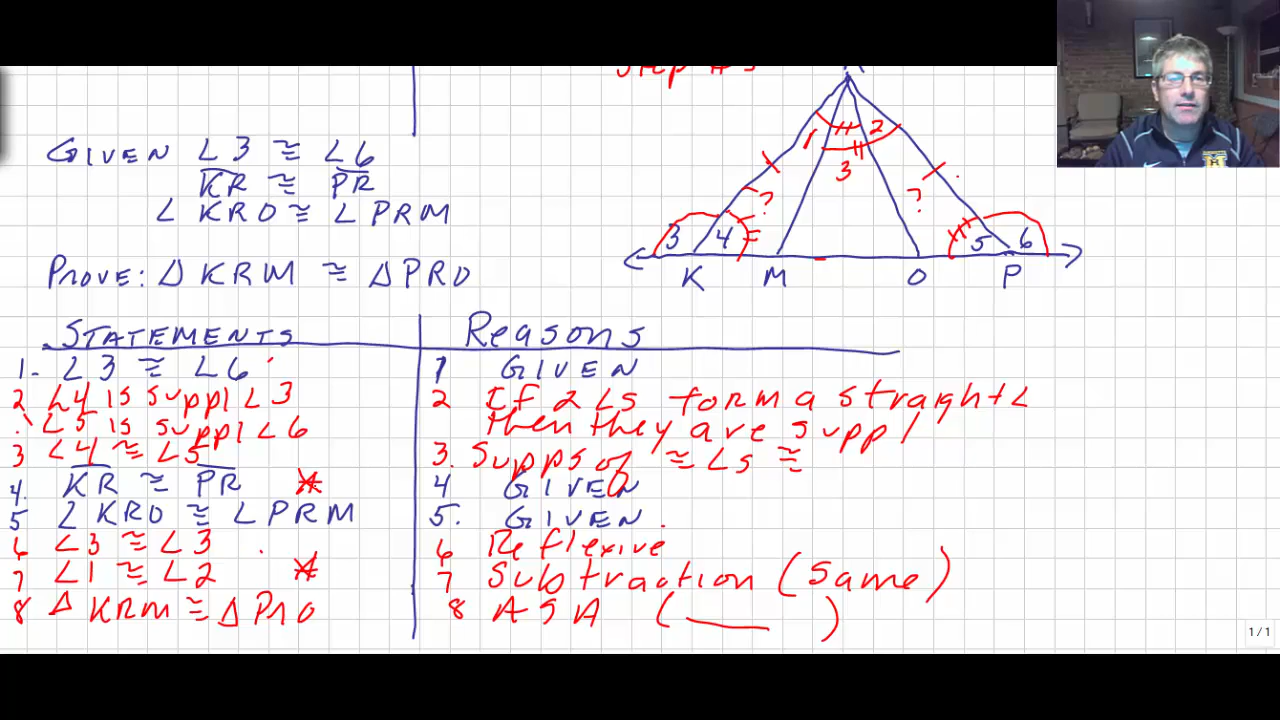 Step #s
GIVEN ∠3 ≅ ∠6
KR ≅ PR
∠ KRO ≅ ∠ PRM
PROVE: △ KRM ≅ △PRO
1 2
3
? ?
3 4 5 6
K M O P
STATEMENTS Reasons
1. ∠3 ≅ ∠6 1 GIVEN
2 ∠4 is suppl ∠3 2 If 2 ∠s form a straight ∠
∠5 is suppl ∠6 then they are suppl
3 ∠4 ≅ ∠5 3. Supps of ≅ ∠s ≅
4. KR ≅ PR * 4 GIVEN
5 ∠KRO ≅ ∠PRM 5. GIVEN.
6 ∠3 ≅ ∠3 6 Reflexive
7 ∠1 ≅ ∠2 * 7 Subtraction (same)
8 △ KRM ≅ △ PRO 8 ASA ( ____ )
1 / 1